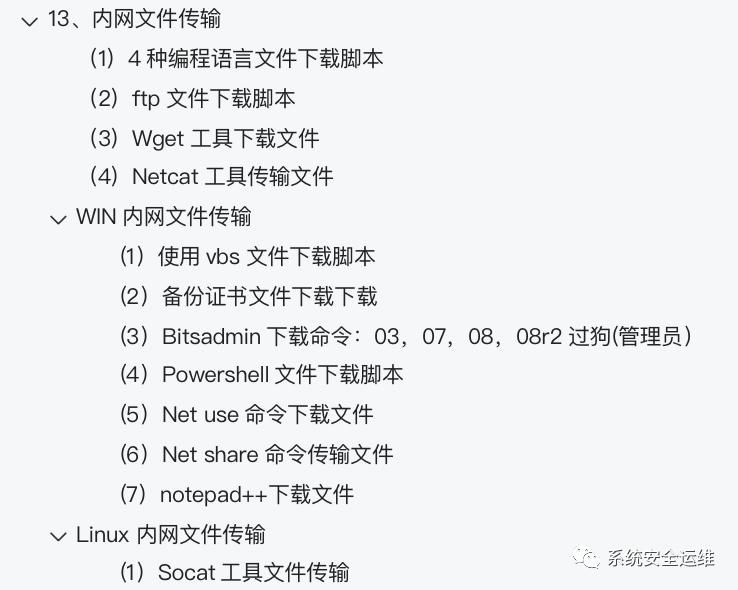 13、内网文件传输
（1）4 种编程语言文件下载脚本
（2）ftp 文件下载脚本
（3）Wget 工具下载文件
（4）Netcat 工具传输文件
WIN 内网文件传输
（1）使用 vbs 文件下载脚本
（2）备份证书文件下载下载
（3）Bitsadmin 下载命令：03，07，08，08r2 过狗(管理员）
（4）Powershell 文件下载脚本
（5）Net use 命令下载文件
（6）Net share 命令传输文件
（7）notepad++下载文件
Linux 内网文件传输
（1）Socat 工具文件传输
系统安全运维